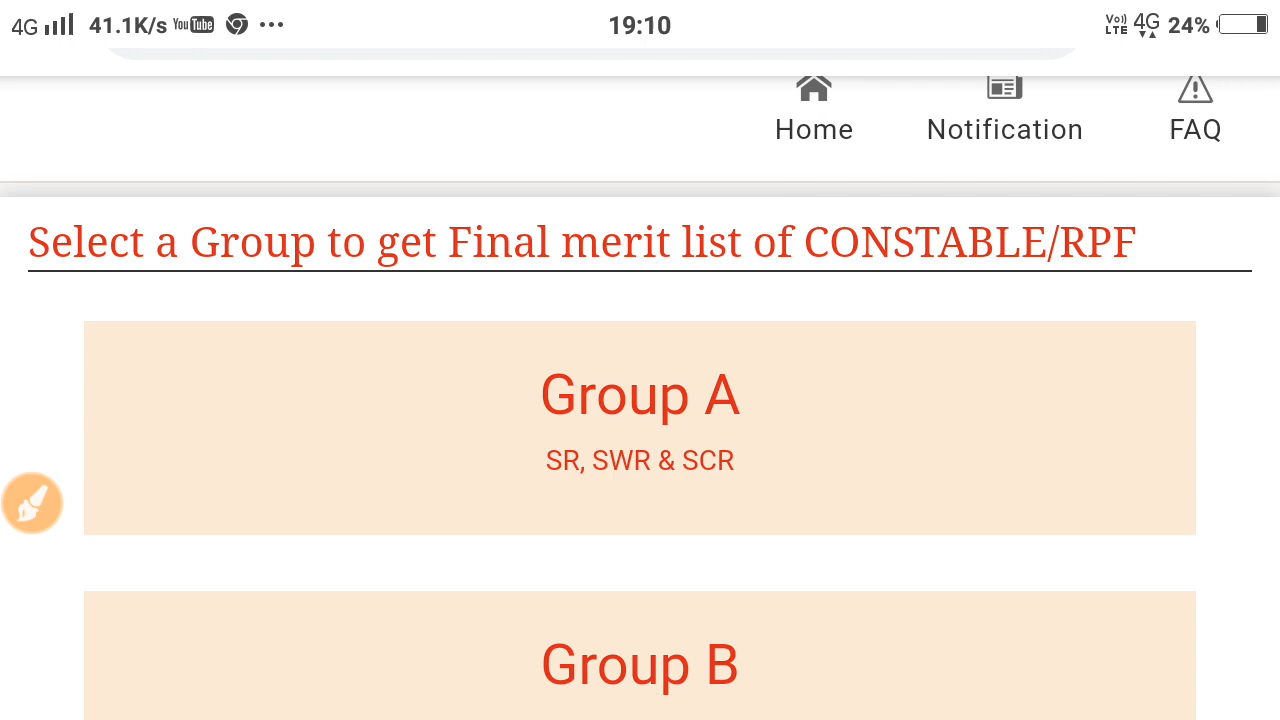 4G 41.1K/s YouTube ••• 19:10 Vo)) LTE 4G 24%
Home Notification FAQ
Select a Group to get Final merit list of CONSTABLE/RPF
Group A
SR, SWR & SCR
Group B